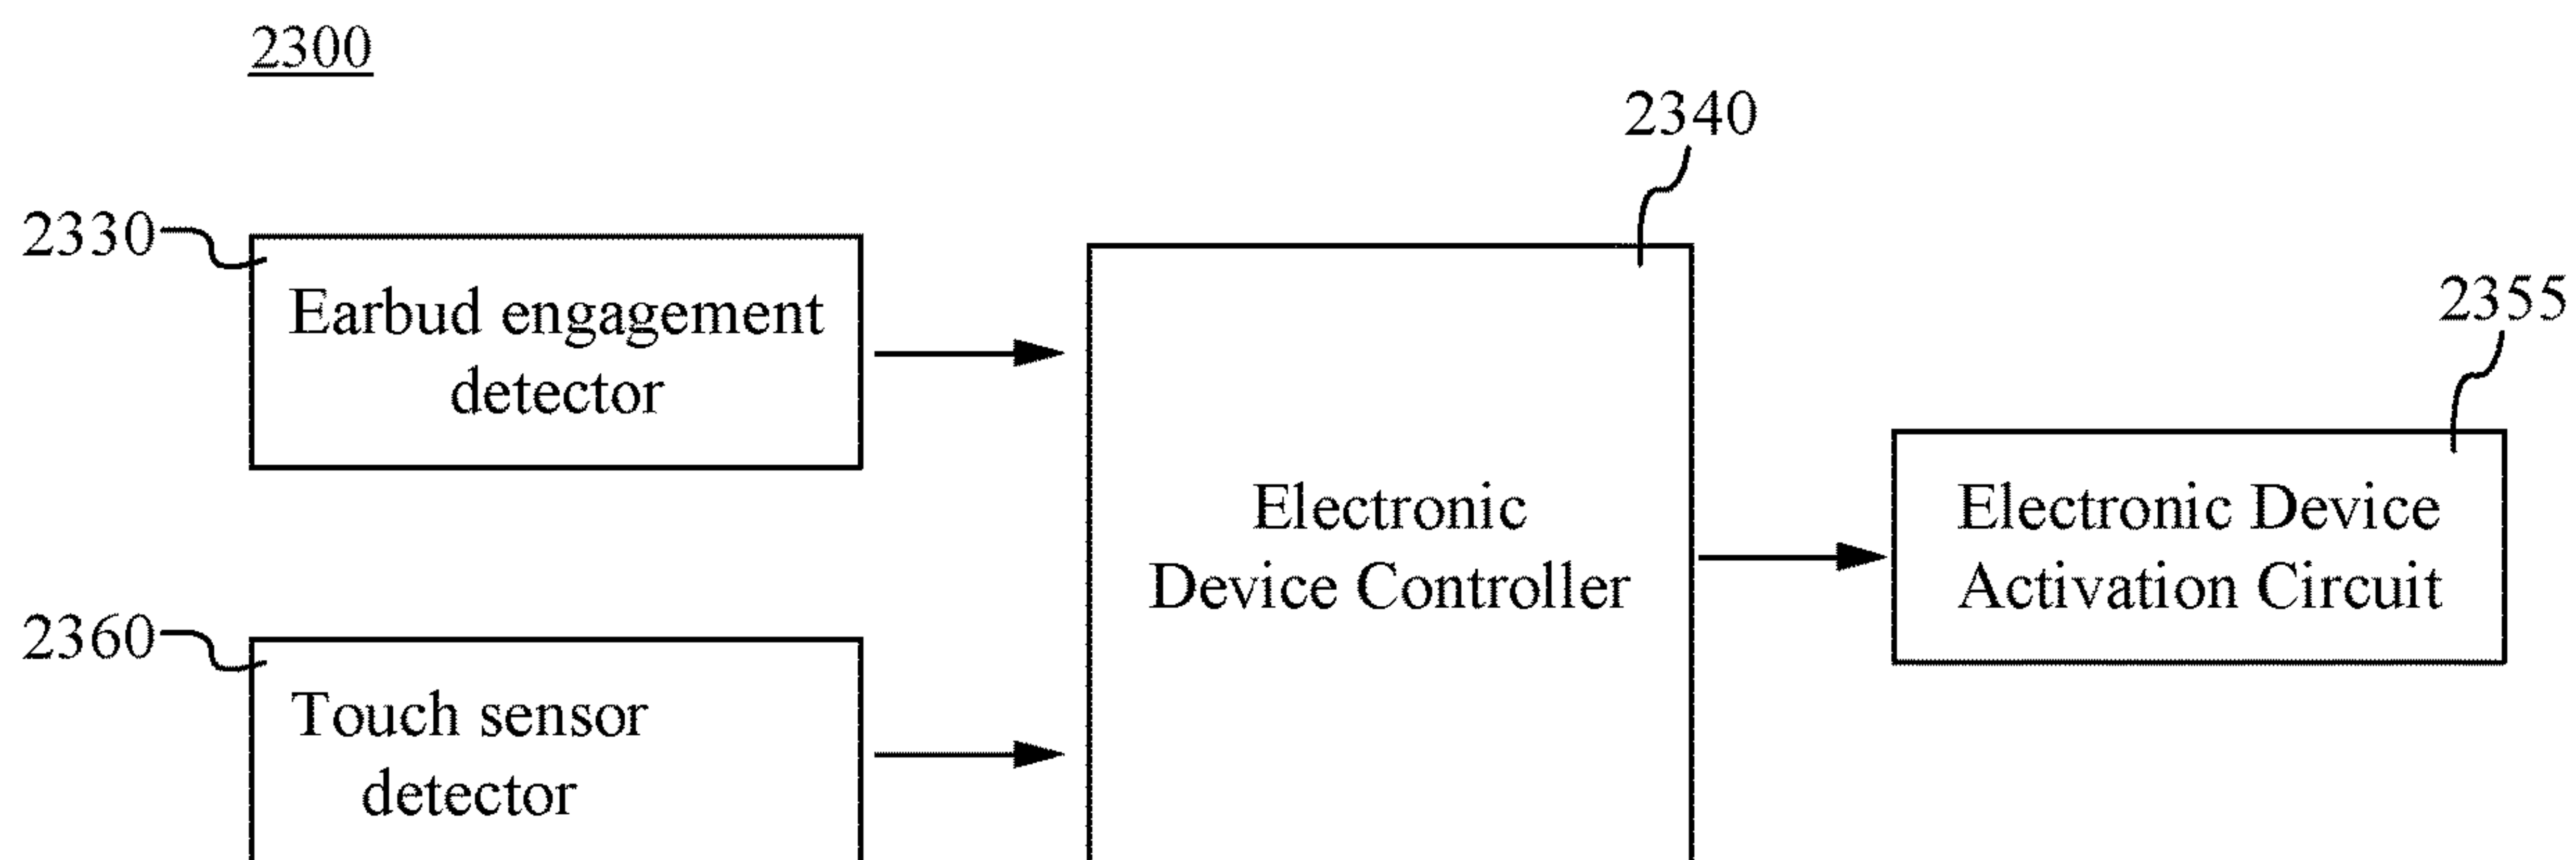 2300
2340
2330
Earbud engagement
detector
2355
Electronic
Device Controller
Electronic Device
Activation Circuit
2360
Touch sensor
detector